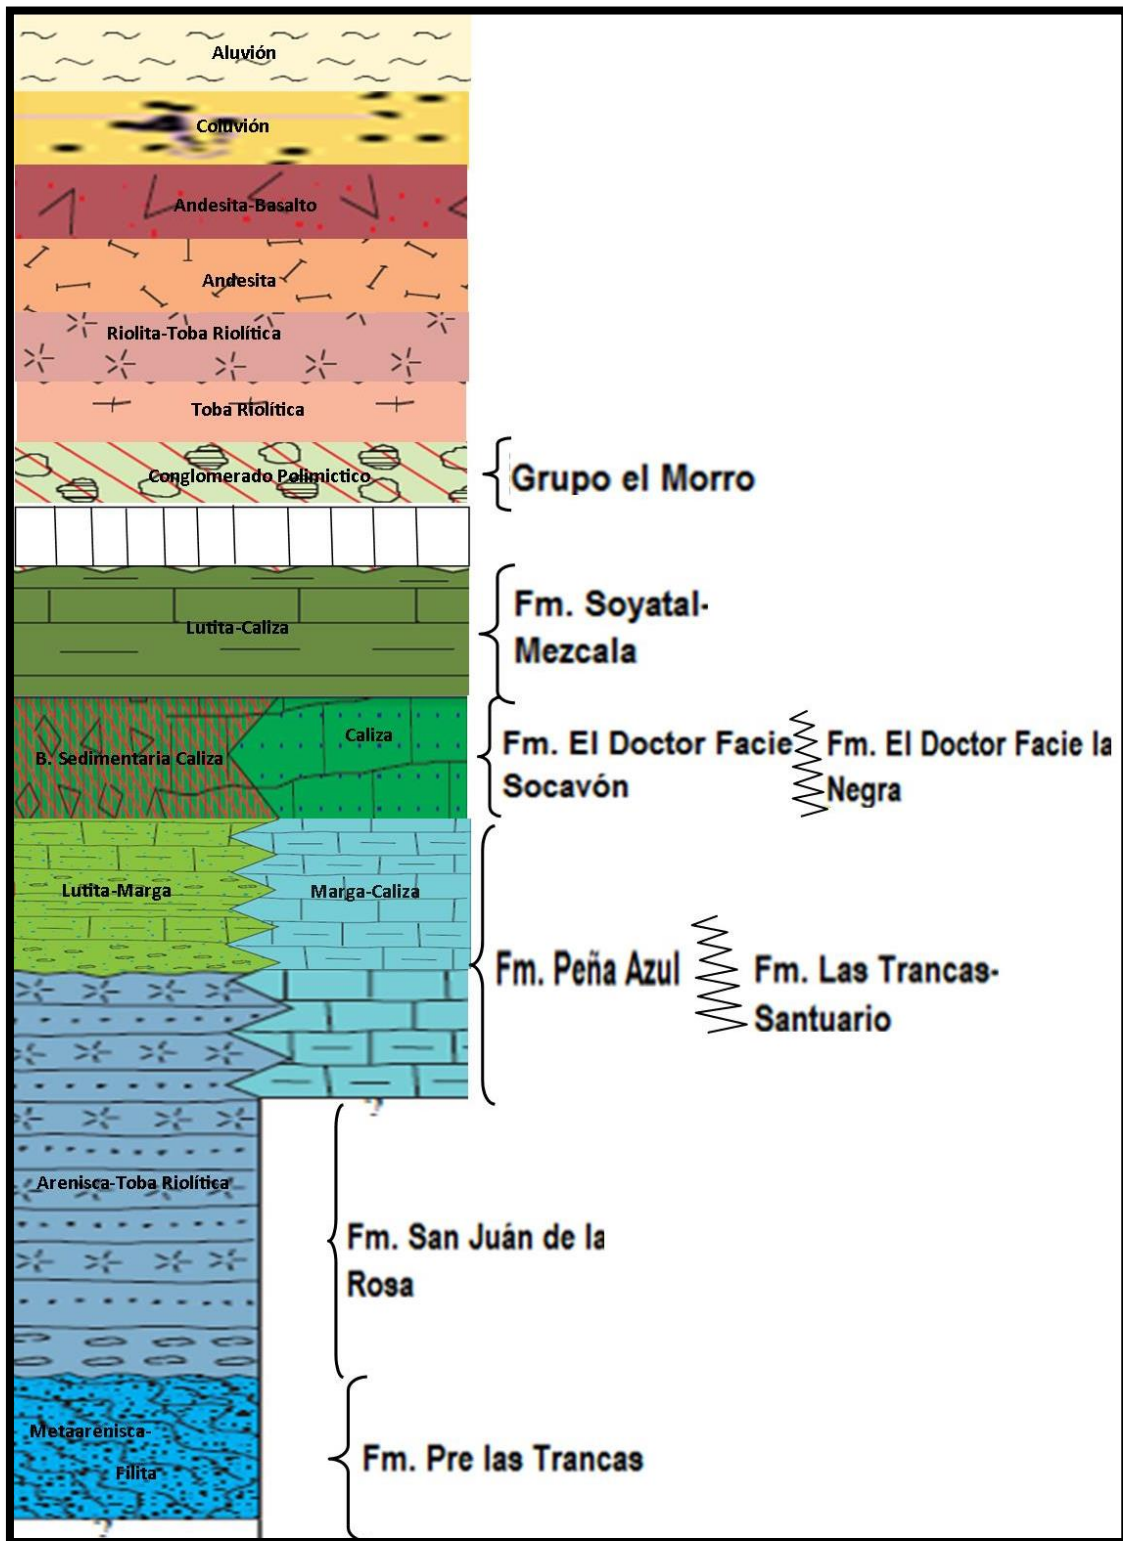 Aluvión
Coluvión
Andesita-Basalto
Andesita
Riolita-Toba Riolítica
Toba Riolítica
Conglomerado Polimictico
Grupo el Morro
Fm. Soyatal-
Mezcala
Lutita-Caliza
Caliza
B. Sedimentaria Caliza
Fm. El Doctor Facie
Socavón
Fm. El Doctor Facie la
Negra
Lutita-Marga
Marga-Caliza
Fm. Peña Azul
Fm. Las Trancas-
Santuario
?
Arenisca-Toba Riolítica
Fm. San Juán de la
Rosa
Metaarenisca-
Filita
Fm. Pre las Trancas
?